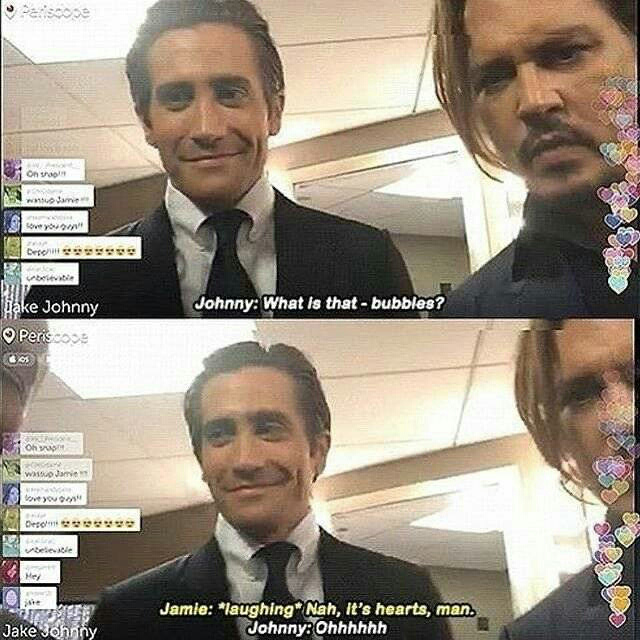 Periscope
Oh snap!!!
wassup Jamie !!!
love you guys!!
Depp!!!!
unbelievable
Jake Johnny
Johnny: What is that - bubbles?
Periscope
iOS
Oh snap!!!
wassup Jamie !!!
love you guys!!
Depp!!!!
unbelievable
Hey
jake
Jamie: *laughing* Nah, it's hearts, man.
Johnny: Ohhhhhh
Jake Johnny